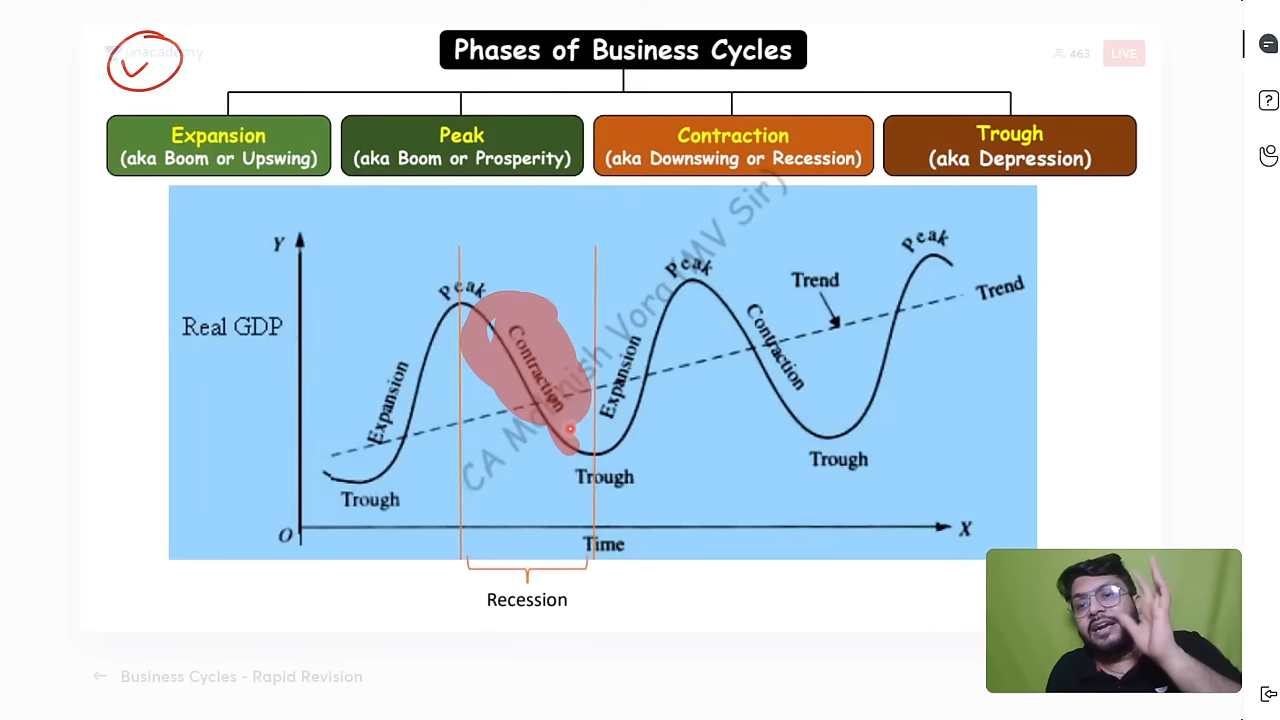 unacademy
Phases of Business Cycles
463
LIVE
Expansion
(aka Boom or Upswing)
Peak
(aka Boom or Prosperity)
Contraction
(aka Downswing or Recession)
Trough
(aka Depression)
Y
Real GDP
Peak
Peak
Peak
Trend
Trend
Expansion
Contraction
Expansion
Contraction
Trough
Trough
Trough
O
X
Time
CA Manish Vora (MV Sir)
Recession
Business Cycles - Rapid Revision